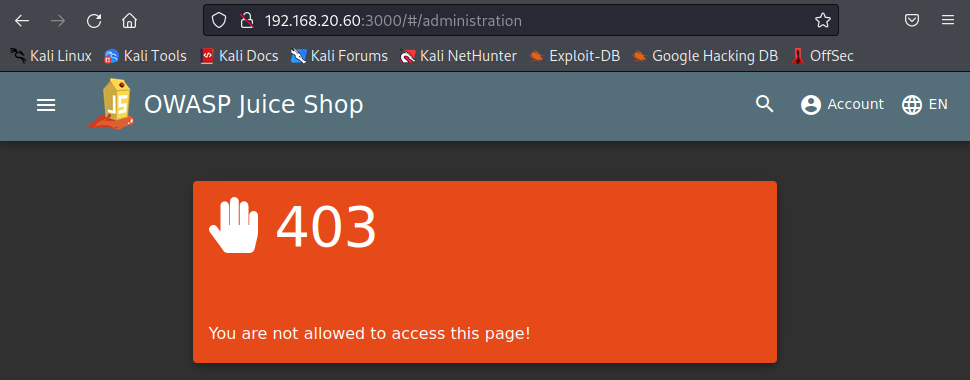 192.168.20.60:3000/#/administration
Kali Linux Kali Tools Kali Docs Kali Forums Kali NetHunter Exploit-DB Google Hacking DB OffSec
JS OWASP Juice Shop Account EN
403
You are not allowed to access this page!